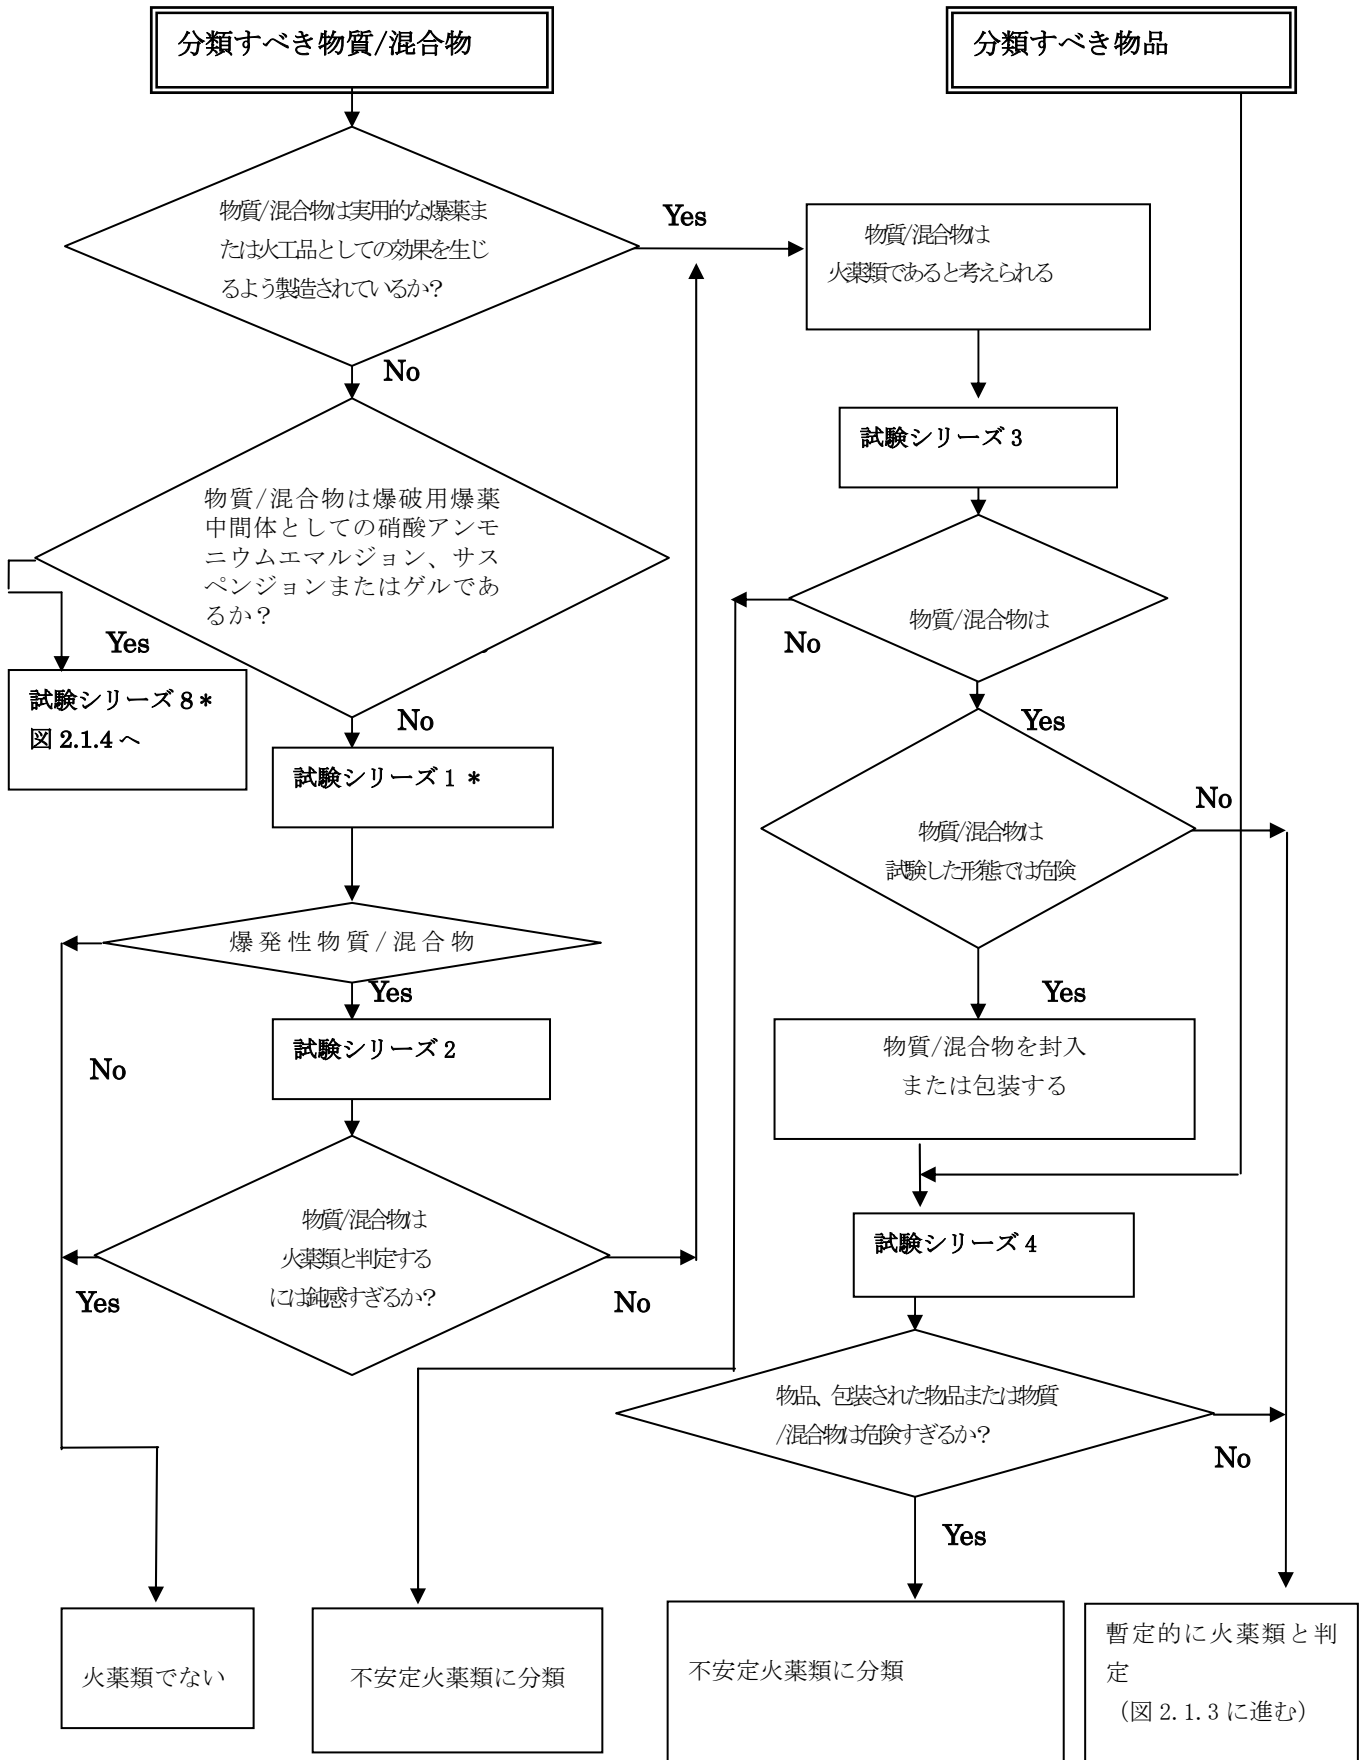 分類すべき物質/混合物
分類すべき物品
物質/混合物は実用的な爆薬ま
たは火工品としての効果を生じ
るよう製造されているか?
Yes
物質/混合物は
火薬類であると考えられる
No
試験シリーズ 3
物質/混合物は爆破用爆薬
中間体としての硝酸アンモ
ニウムエマルジョン、サス
ペンジョンまたはゲルであ
るか?
物質/混合物は
Yes
No
試験シリーズ 8*
図 2.1.4 へ
No
Yes
試験シリーズ 1 *
物質/混合物は
試験した形態では危険
No
爆発性物質/混合物
Yes
Yes
試験シリーズ 2
物質/混合物を封入
または包装する
No
物質/混合物は
火薬類と判定する
には鈍感すぎるか?
試験シリーズ 4
Yes
No
物品、包装された物品または物質
/混合物は危険すぎるか?
No
Yes
火薬類でない
不安定火薬類に分類
不安定火薬類に分類
暫定的に火薬類と判
定
(図 2.1.3 に進む)